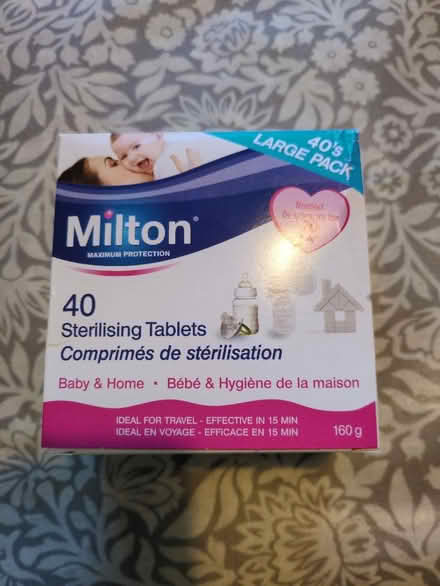 40's
LARGE PACK
Milton®
MAXIMUM PROTECTION
40
Sterilising Tablets
Comprimés de stérilisation
Baby & Home • Bébé & Hygiène de la maison
IDEAL FOR TRAVEL - EFFECTIVE IN 15 MIN
IDEAL EN VOYAGE - EFFICACE EN 15 MIN
160g